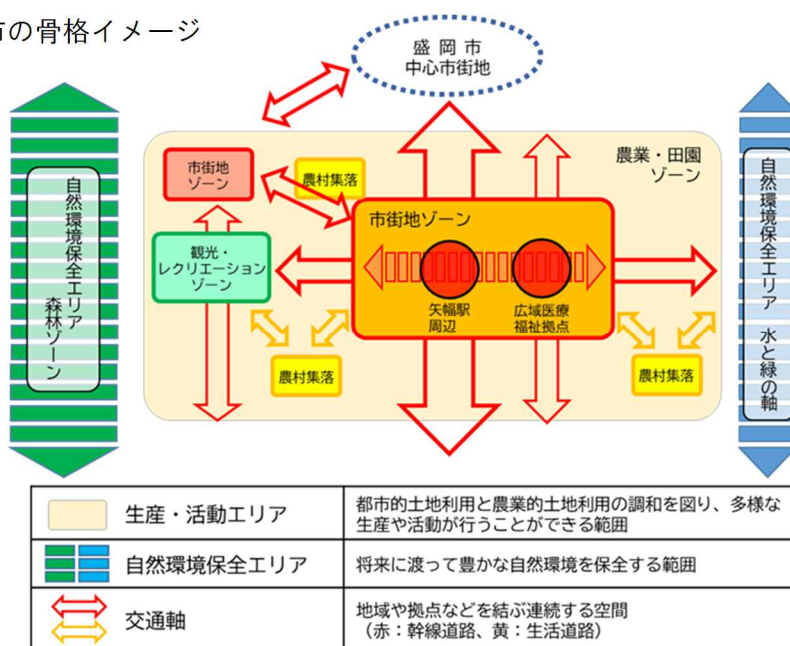 市の骨格イメージ
盛岡市
中心市街地
農業・田園
ゾーン
市街地
ゾーン
農村集落
市街地ゾーン
観光・
レクリエーション
ゾーン
矢幅駅
周辺
広域医療
福祉拠点
農村集落
農村集落
自然環境保全エリア
森林ゾーン
自然環境保全エリア 水と緑の軸
生産・活動エリア
都市的土地利用と農業的土地利用の調和を図り、多様な
生産や活動が行うことができる範囲
自然環境保全エリア
将来に渡って豊かな自然環境を保全する範囲
交通軸
地域や拠点などを結ぶ連続する空間
（赤：幹線道路、黄：生活道路）